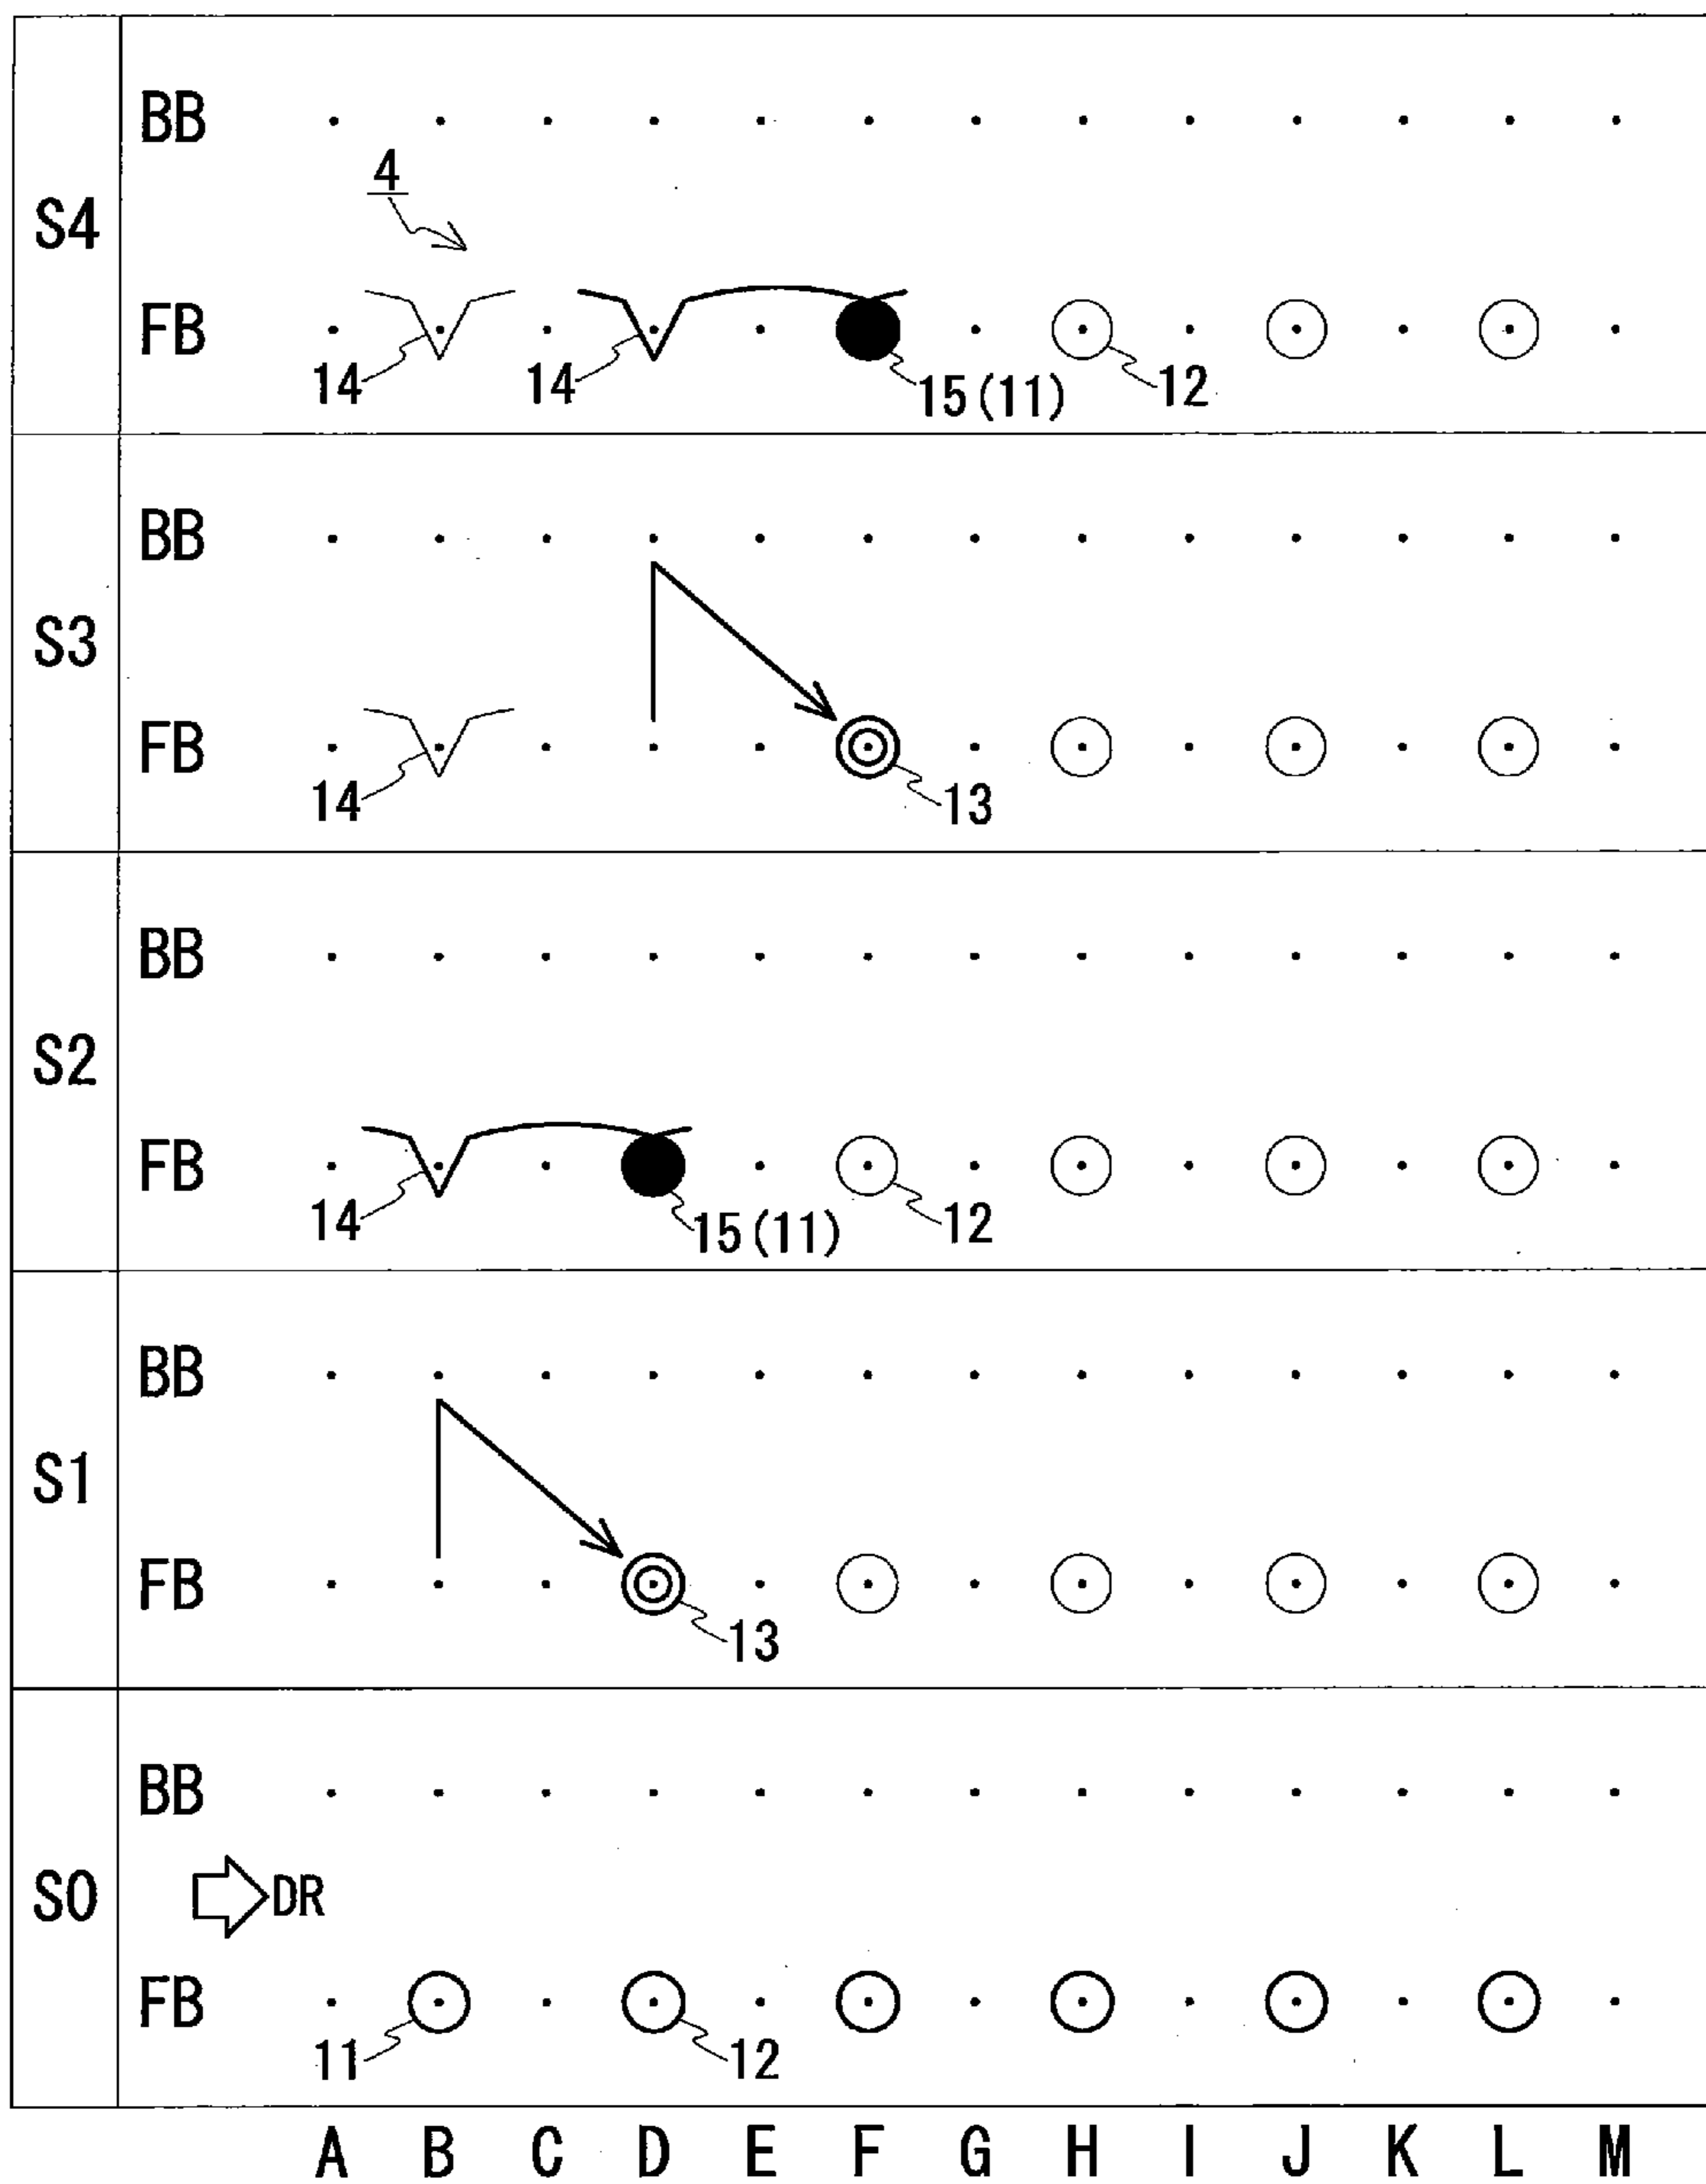 BB
4
S4
FB
14 14 15(11) 12
BB
S3
FB
14 13
BB
S2
FB
14 15(11) 12
BB
S1
FB
13
BB
S0 DR
FB
11 12
A B C D E F G H I J K L M